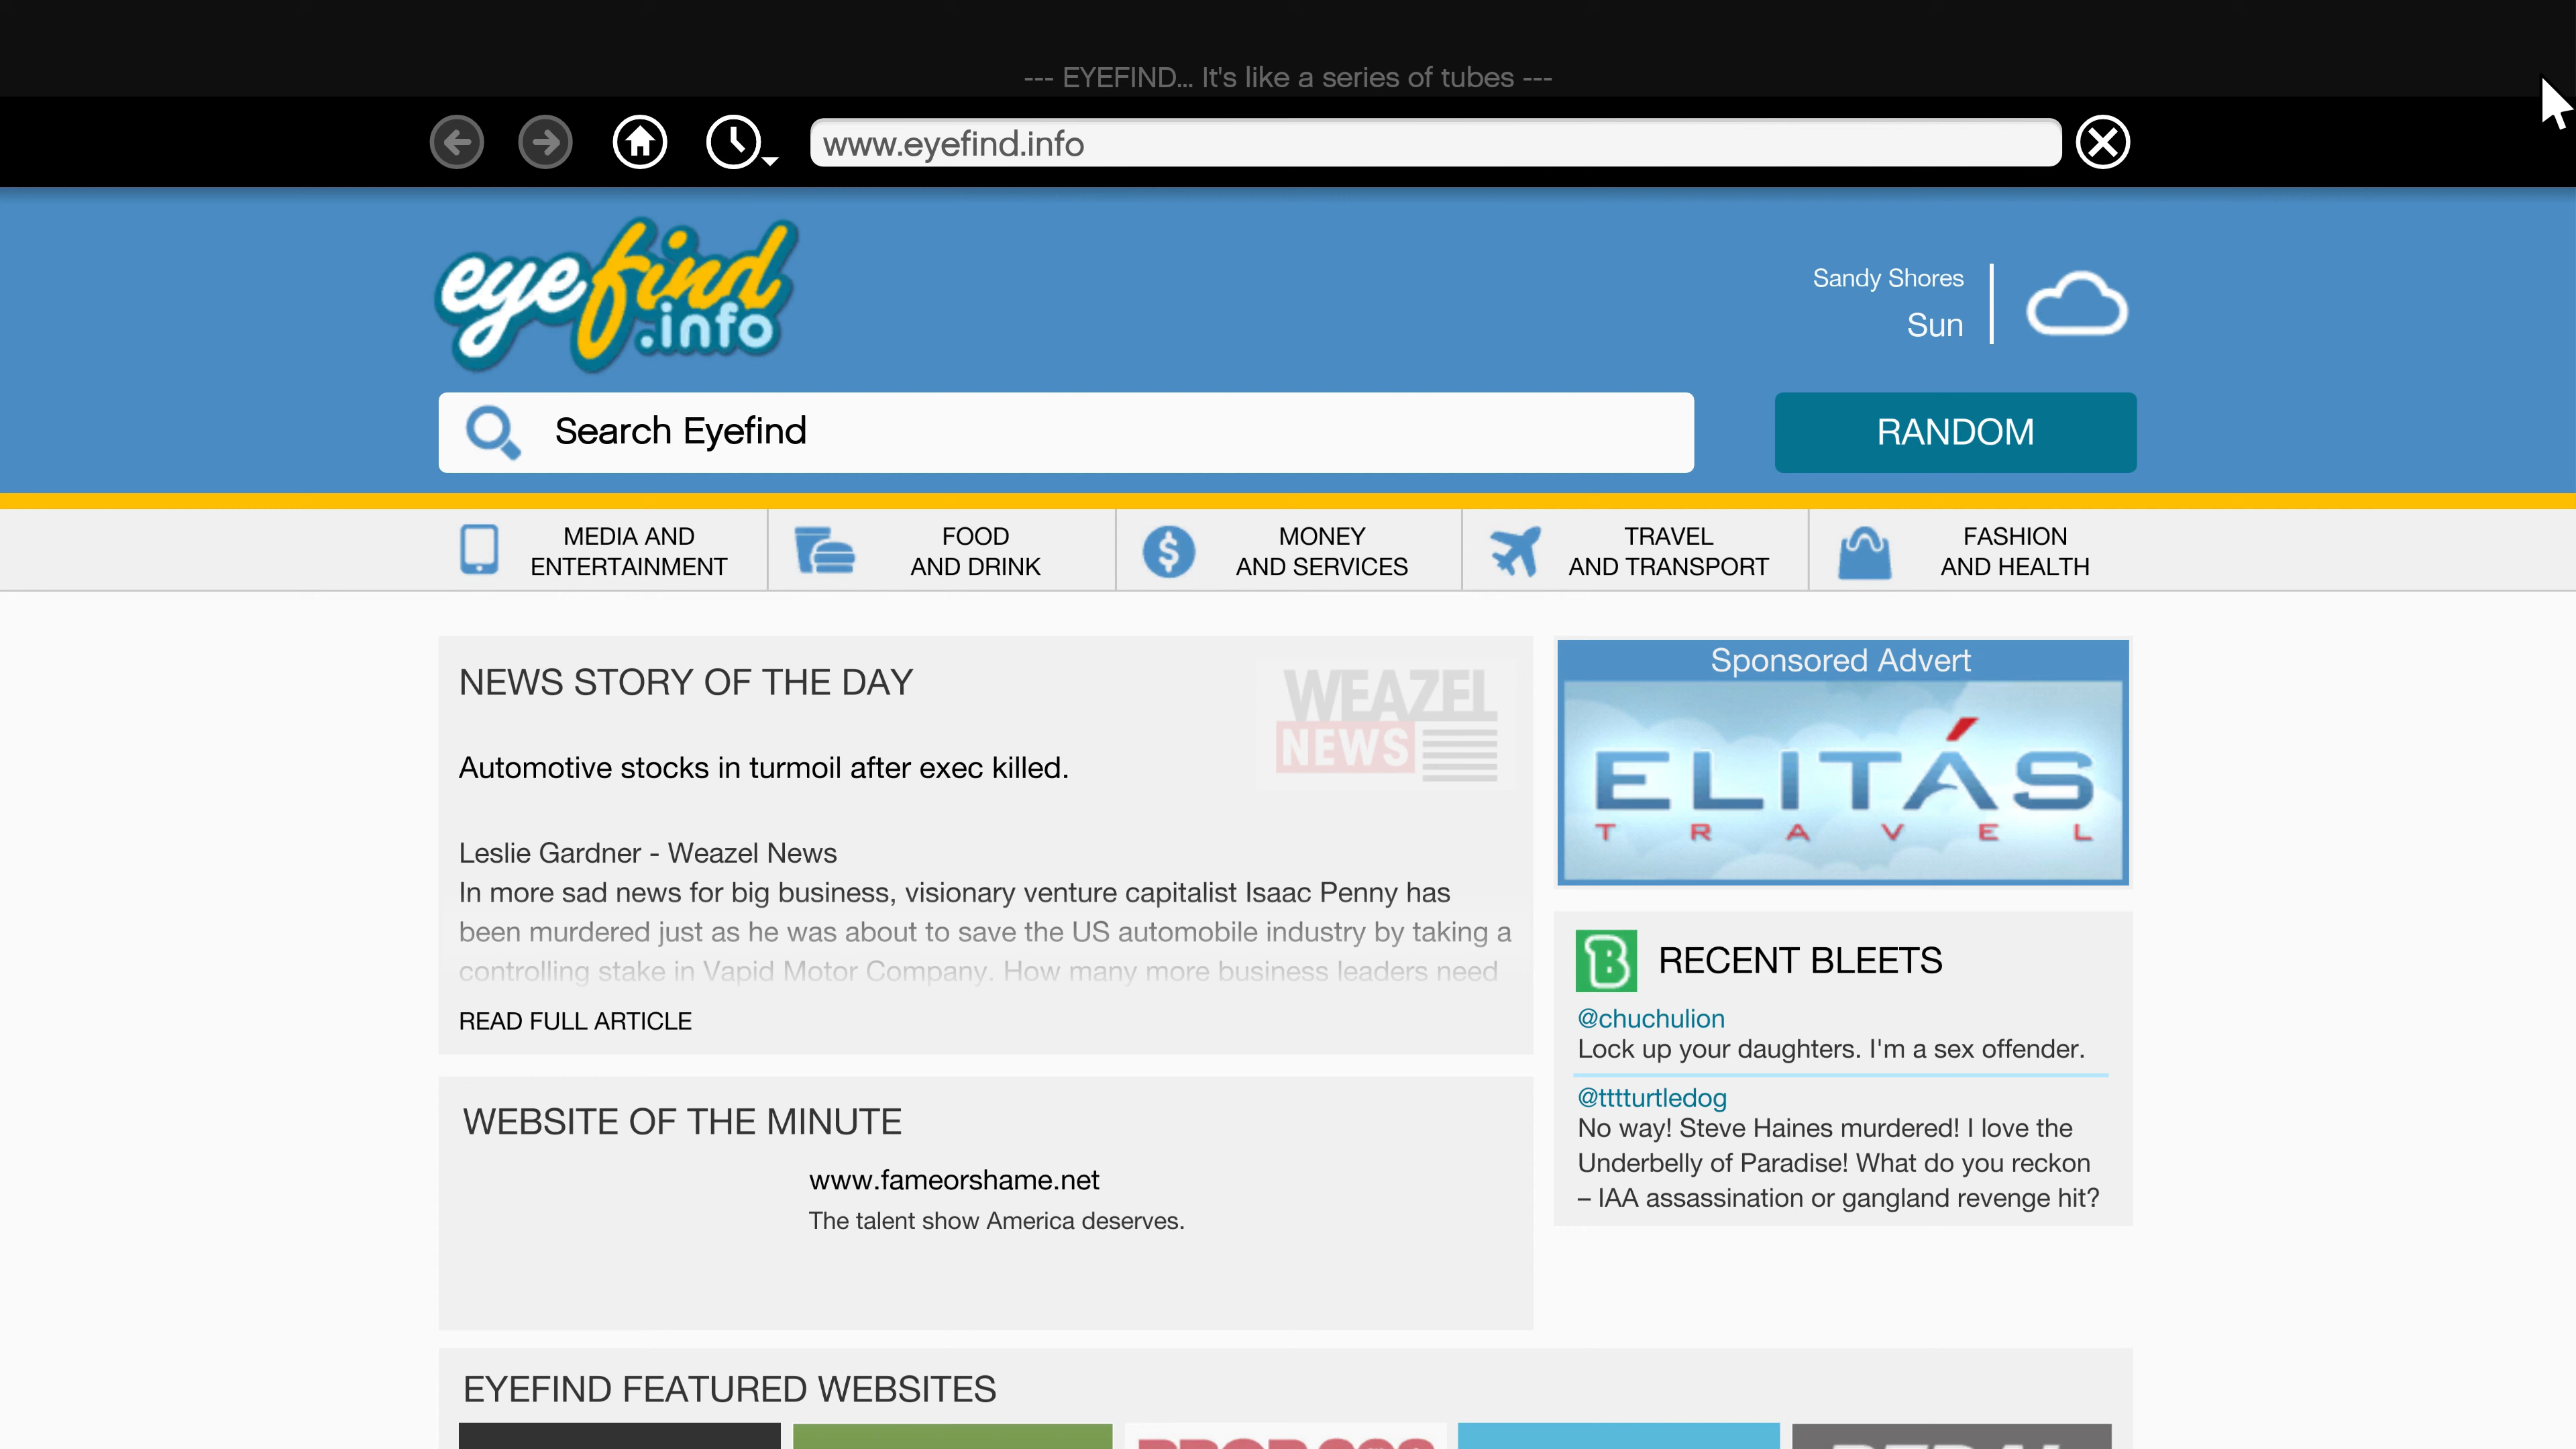 --- EYEFIND... It's like a series of tubes ---
www.eyefind.info
eyefind
.info
Sandy Shores
Sun
Search Eyefind
RANDOM
MEDIA AND
ENTERTAINMENT
FOOD
AND DRINK
MONEY
AND SERVICES
TRAVEL
AND TRANSPORT
FASHION
AND HEALTH
NEWS STORY OF THE DAY
WEAZEL
NEWS
Automotive stocks in turmoil after exec killed.
Leslie Gardner - Weazel News
In more sad news for big business, visionary venture capitalist Isaac Penny has
been murdered just as he was about to save the US automobile industry by taking a
controlling stake in Vapid Motor Company. How many more business leaders need
READ FULL ARTICLE
Sponsored Advert
ELITÁS
TRAVEL
B
RECENT BLEETS
@chuchulion
Lock up your daughters. I'm a sex offender.
@tttturtledog
No way! Steve Haines murdered! I love the
Underbelly of Paradise! What do you reckon
– IAA assassination or gangland revenge hit?
WEBSITE OF THE MINUTE
www.fameorshame.net
The talent show America deserves.
EYEFIND FEATURED WEBSITES